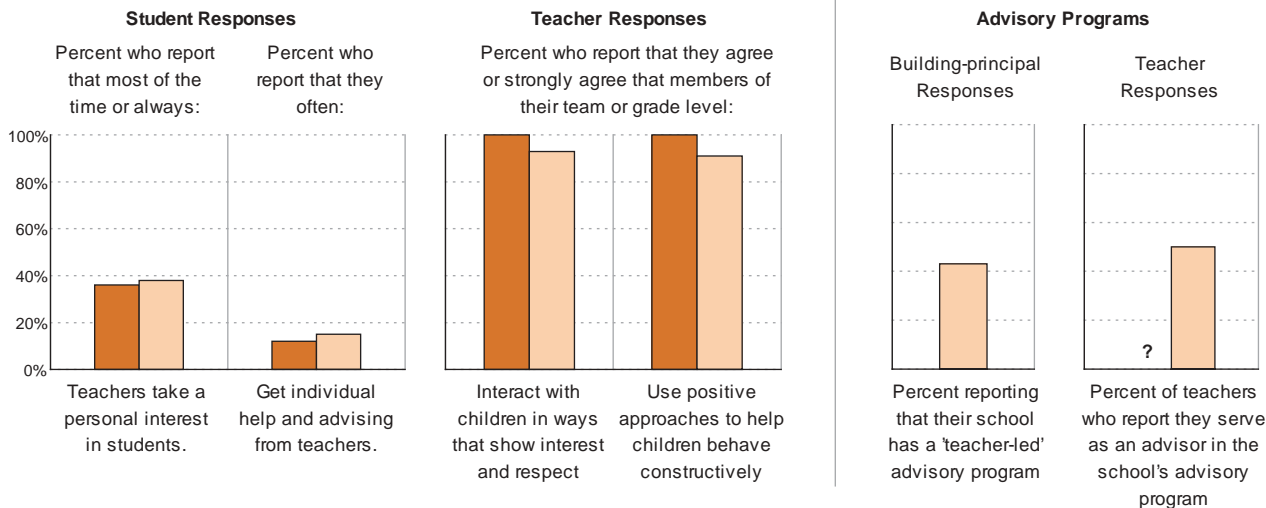 Student Responses
Percent who report
that most of the
time or always:
Percent who
report that they
often:
100%
80%
60%
40%
20%
0%
Teachers take a
personal interest
in students.
Get individual
help and advising
from teachers.
Teacher Responses
Percent who report that they agree
or strongly agree that members of
their team or grade level:
Interact with
children in ways
that show interest
and respect
Use positive
approaches to help
children behave
constructively
Advisory Programs
Building-principal
Responses
Percent reporting
that their school
has a 'teacher-led'
advisory program
Teacher
Responses
?
Percent of teachers
who report they serve
as an advisor in the
school's advisory
program